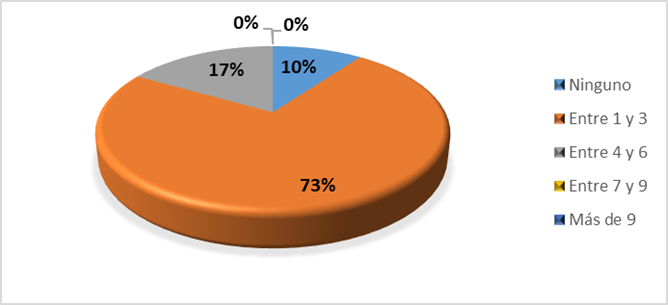 0% 0%
17% 10%
73%
Ninguno
Entre 1 y 3
Entre 4 y 6
Entre 7 y 9
Más de 9